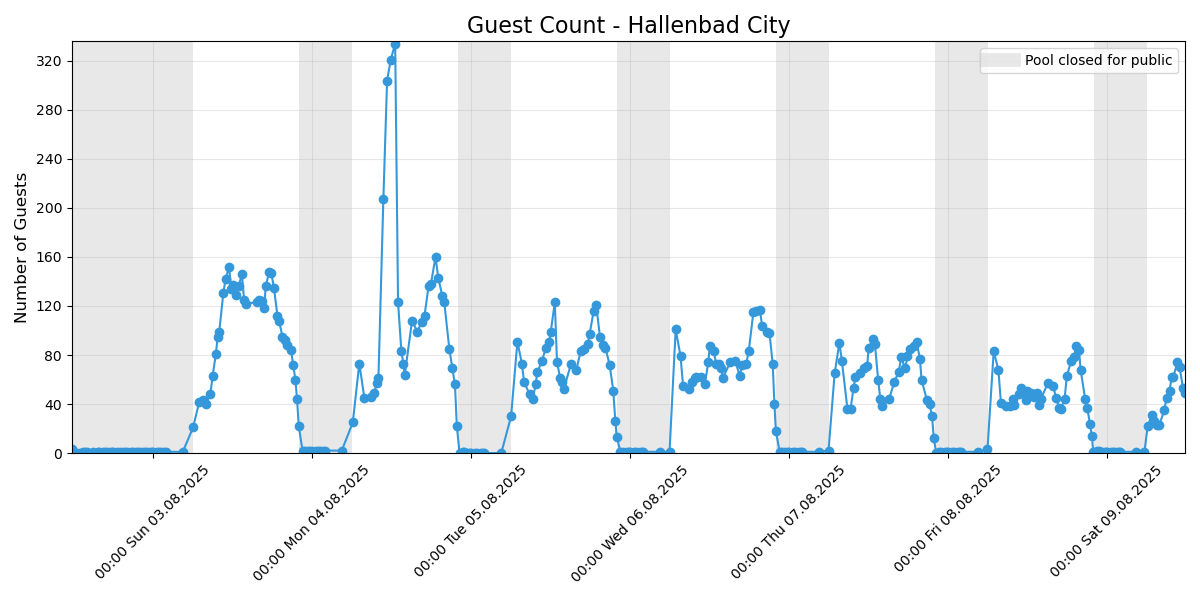 Guest Count - Hallenbad City
Pool closed for public
Number of Guests
320
280
240
200
160
120
80
40
0
00:00 Sun 03.08.2025
00:00 Mon 04.08.2025
00:00 Tue 05.08.2025
00:00 Wed 06.08.2025
00:00 Thu 07.08.2025
00:00 Fri 08.08.2025
00:00 Sat 09.08.2025